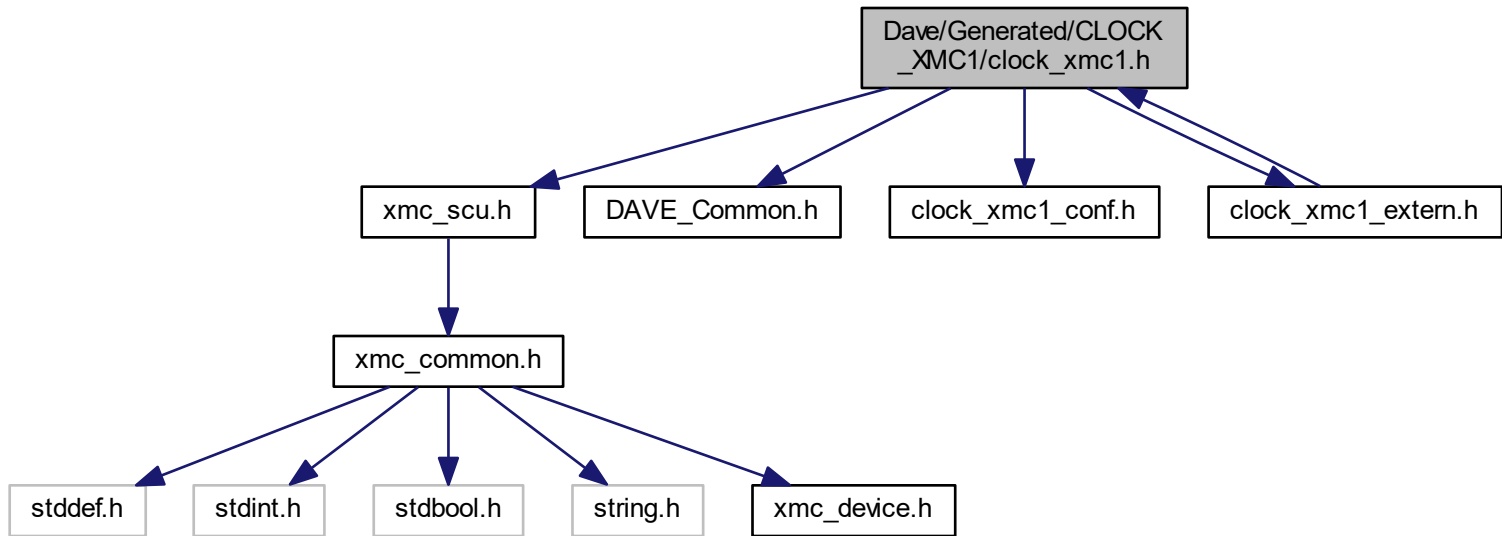 Dave/Generated/CLOCK
_XMC1/clock_xmc1.h
xmc_scu.h
DAVE_Common.h
clock_xmc1_conf.h
clock_xmc1_extern.h
xmc_common.h
stddef.h
stdint.h
stdbool.h
string.h
xmc_device.h